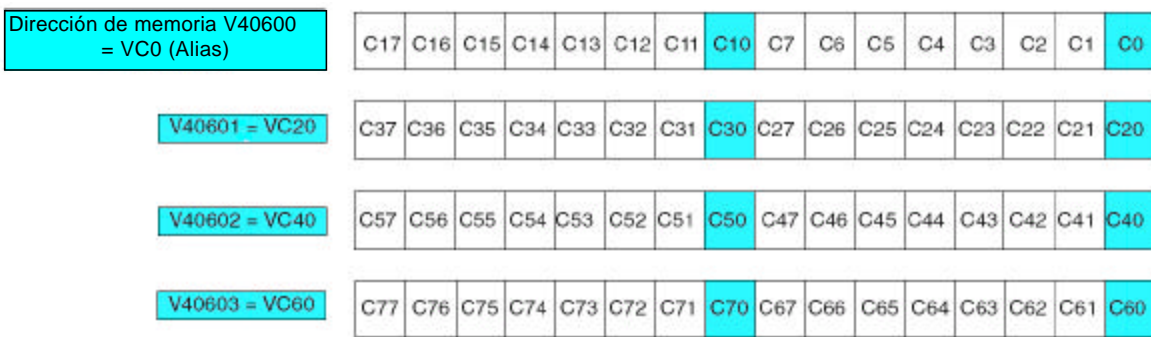 Dirección de memoria V40600
= VC0 (Alias)
C17 C16 C15 C14 C13 C12 C11 C10 C7 C6 C5 C4 C3 C2 C1 C0
V40601 = VC20
C37 C36 C35 C34 C33 C32 C31 C30 C27 C26 C25 C24 C23 C22 C21 C20
V40602 = VC40
C57 C56 C55 C54 C53 C52 C51 C50 C47 C46 C45 C44 C43 C42 C41 C40
V40603 = VC60
C77 C76 C75 C74 C73 C72 C71 C70 C67 C66 C65 C64 C63 C62 C61 C60